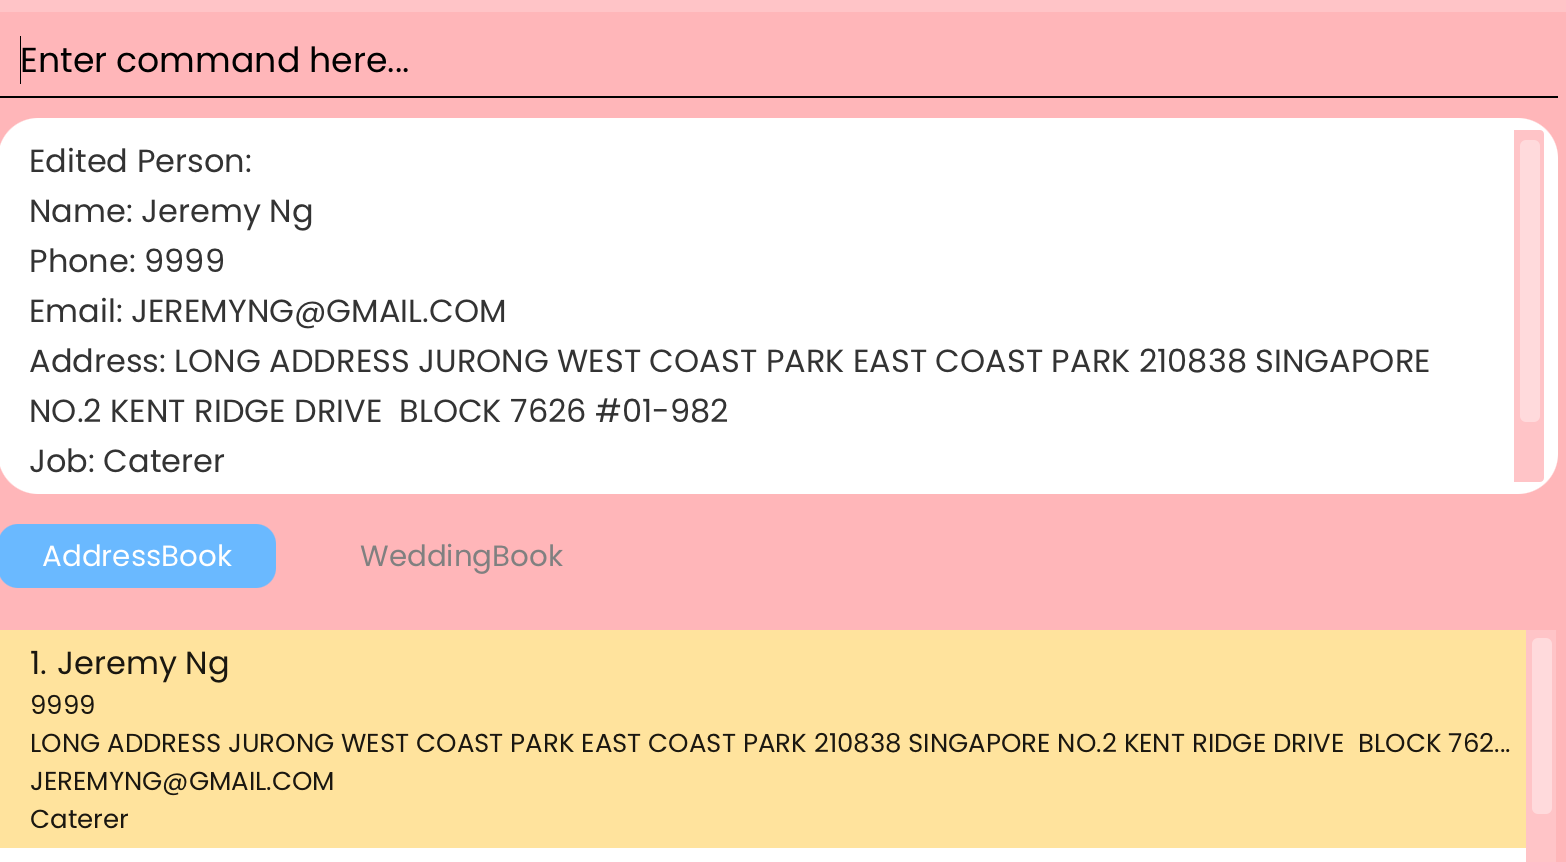 Enter command here...
Edited Person:
Name: Jeremy Ng
Phone: 9999
Email: JEREMYNG@GMAIL.COM
Address: LONG ADDRESS JURONG WEST COAST PARK EAST COAST PARK 210838 SINGAPORE
NO.2 KENT RIDGE DRIVE  BLOCK 7626 #01-982
Job: Caterer
AddressBook
WeddingBook
1. Jeremy Ng
9999
LONG ADDRESS JURONG WEST COAST PARK EAST COAST PARK 210838 SINGAPORE NO.2 KENT RIDGE DRIVE  BLOCK 762...
JEREMYNG@GMAIL.COM
Caterer